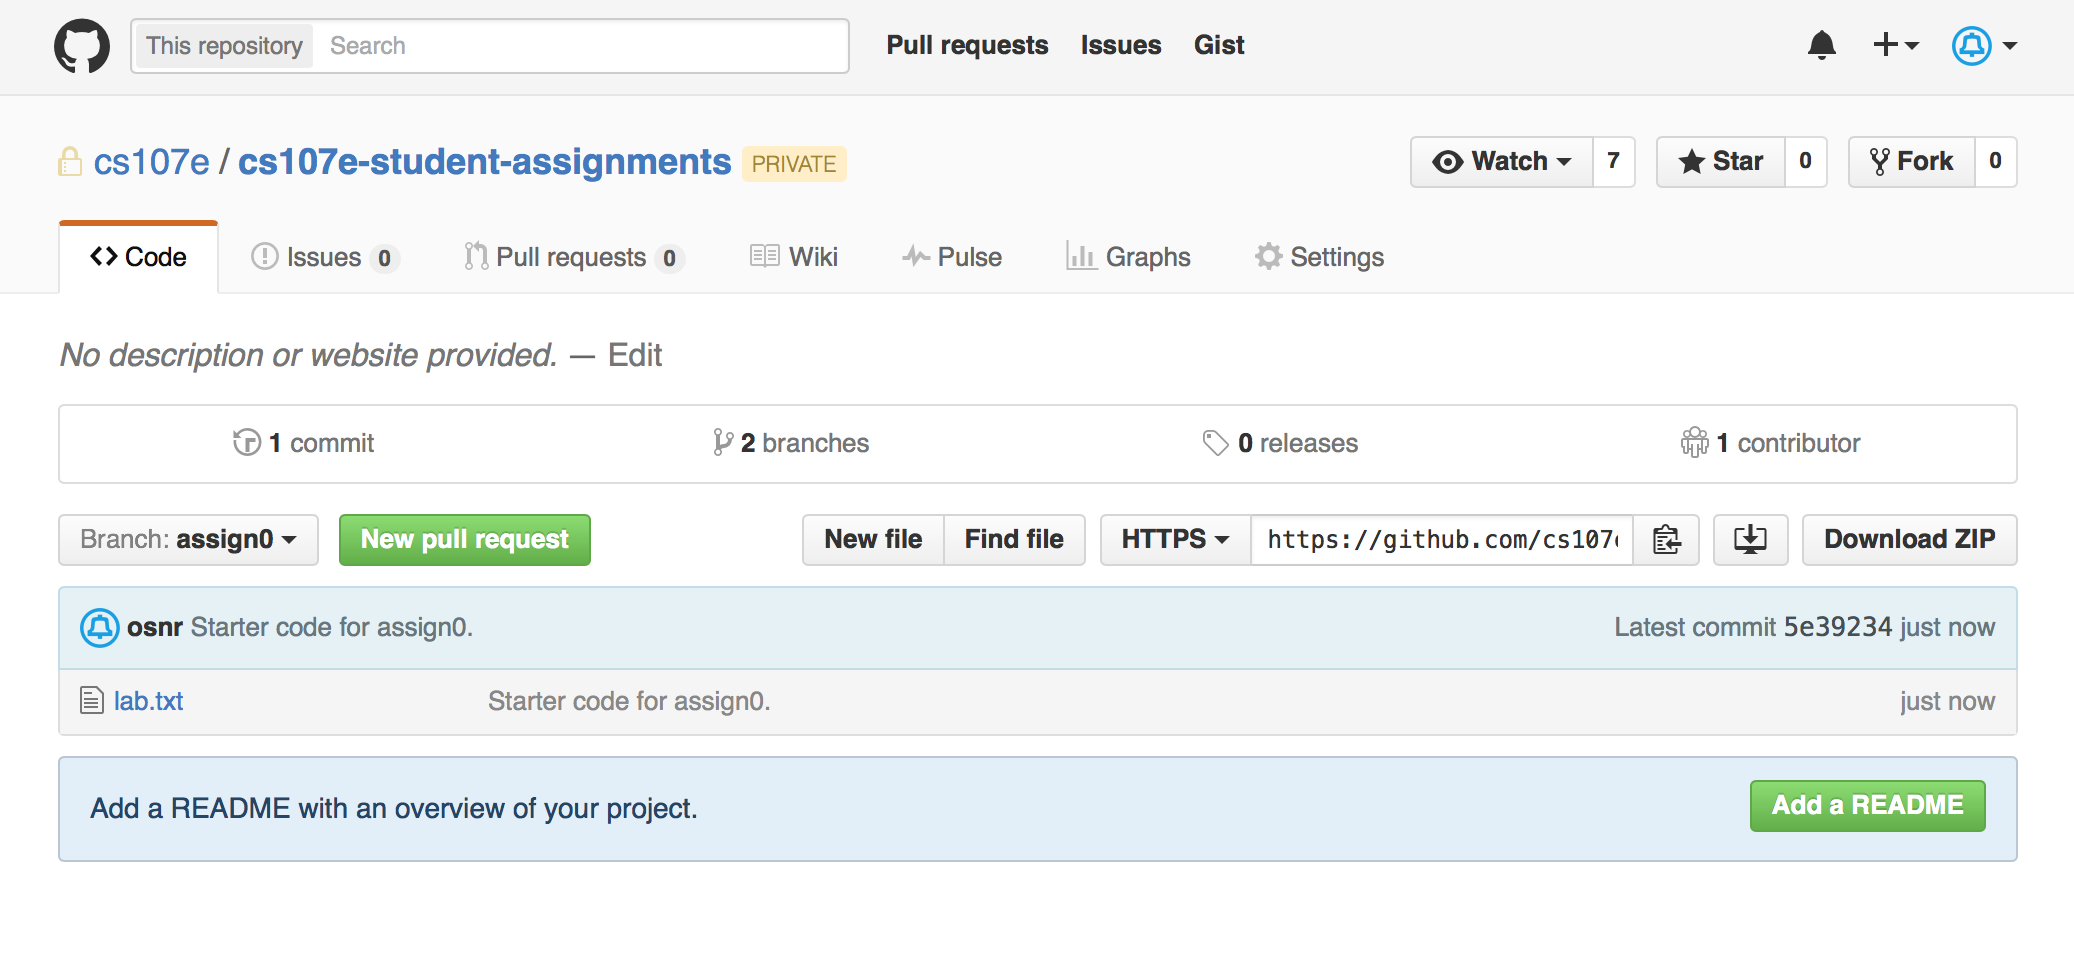 This repository Search Pull requests Issues Gist
cs107e / cs107e-student-assignments PRIVATE Watch 7 Star 0 Fork 0
Code Issues 0 Pull requests 0 Wiki Pulse Graphs Settings
No description or website provided. — Edit
1 commit 2 branches 0 releases 1 contributor
Branch: assign0 New pull request New file Find file HTTPS https://github.com/cs107 Download ZIP
osnr Starter code for assign0. Latest commit 5e39234 just now
lab.txt Starter code for assign0. just now
Add a README with an overview of your project. Add a README